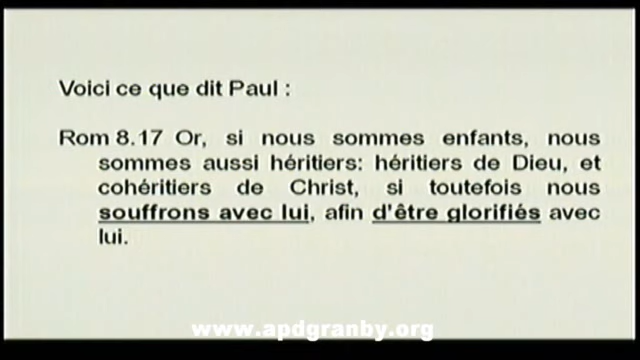 Voici ce que dit Paul :
Rom 8.17 Or, si nous sommes enfants, nous
sommes aussi héritiers: héritiers de Dieu, et
cohéritiers de Christ, si toutefois nous
souffrons avec lui, afin d'être glorifiés avec
lui.
www.apdgranby.org